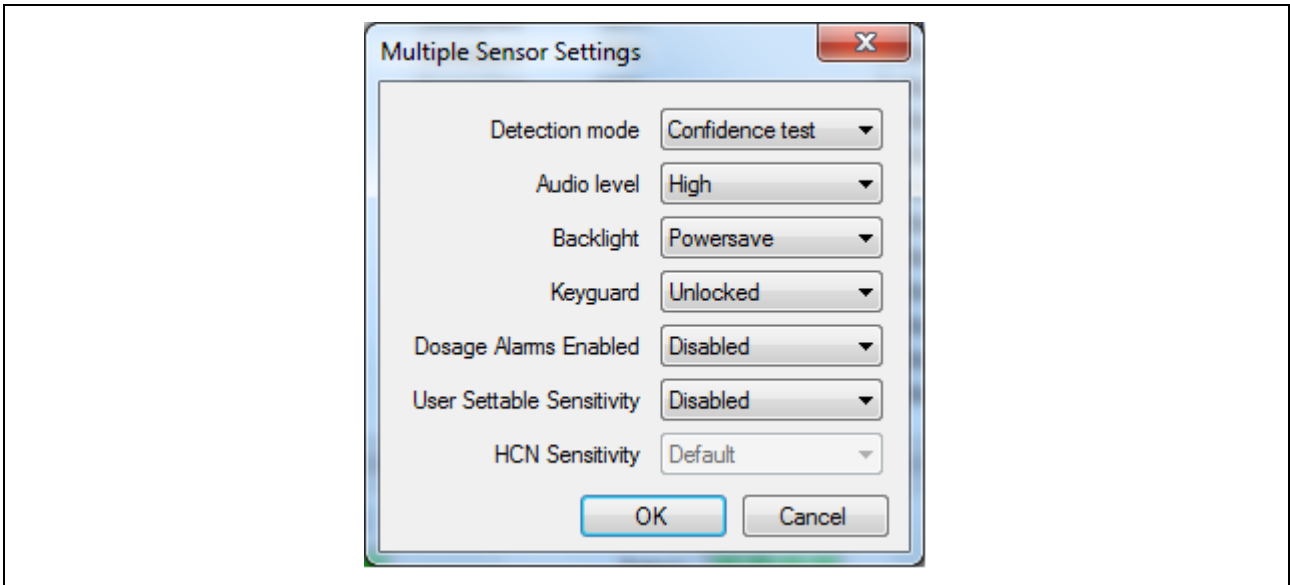 Multiple Sensor Settings
Detection mode Confidence test
Audio level High
Backlight Powersave
Keyguard Unlocked
Dosage Alarms Enabled Disabled
User Settable Sensitivity Disabled
HCN Sensitivity Default
OK Cancel